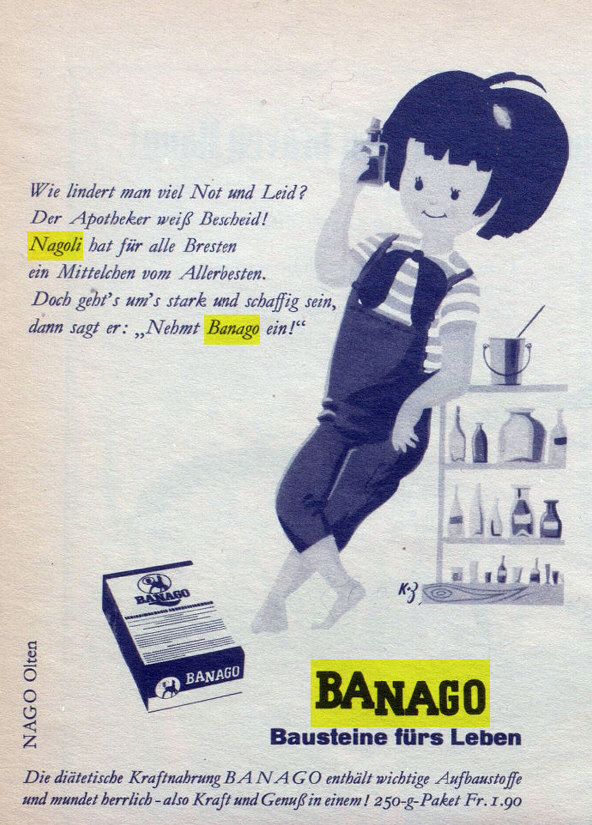 Wie lindert man viel Not und Leid?
Der Apotheker weiß Bescheid!
Nagoli hat für alle Bresten
ein Mittelchen vom Allerbesten.
Doch geht's um's stark und schaffig sein,
dann sagt er: „Nehmt Banago ein!“
K3
BANAGO
BANAGO
NAGO Olten
BANAGO
Bausteine fürs Leben
Die diätetische Kraftnahrung BANAGO enthält wichtige Aufbaustoffe
und mundet herrlich - also Kraft und Genuß in einem! 250-g-Paket Fr. 1.90